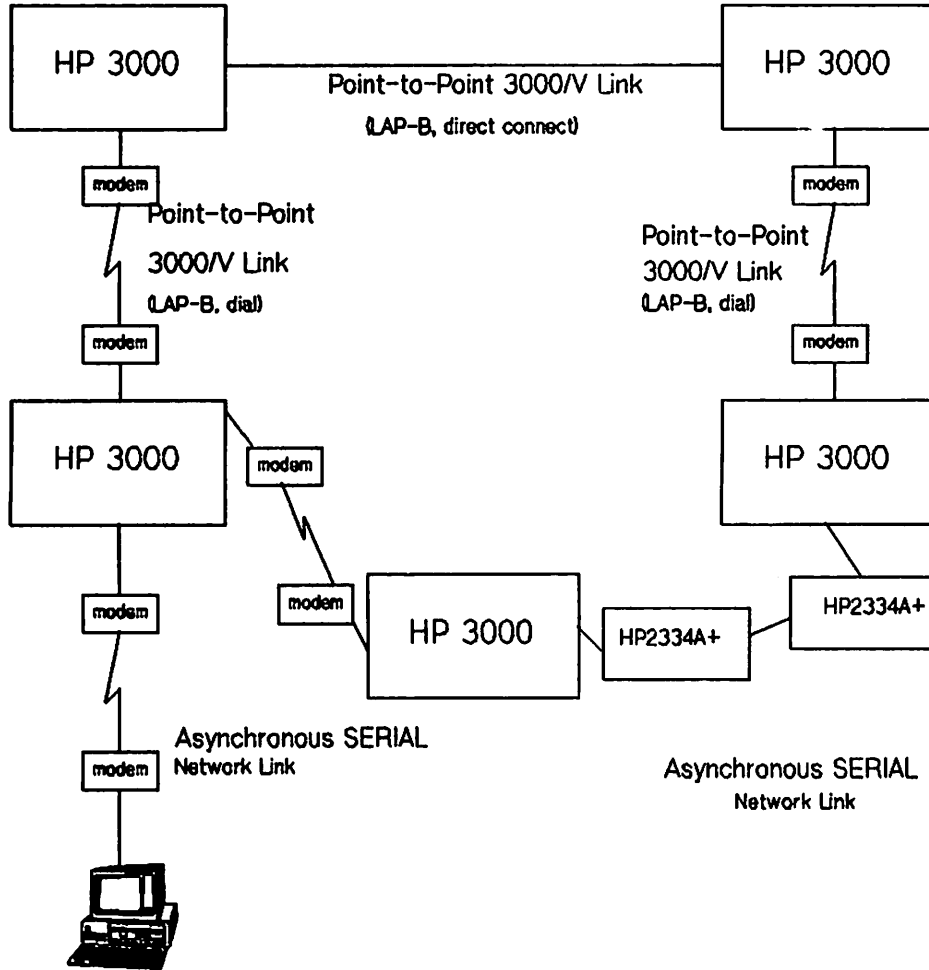 HP 3000
HP 3000
Point-to-Point 3000/V Link
(LAP-B, direct connect)
modem
modem
Point-to-Point
3000/V Link
(LAP-B, dial)
Point-to-Point
3000/V Link
(LAP-B, dial)
modem
modem
HP 3000
HP 3000
modem
modem
modem
HP 3000
HP2334A+
HP2334A+
Asynchronous SERIAL
Network Link
modem
Asynchronous SERIAL
Network Link